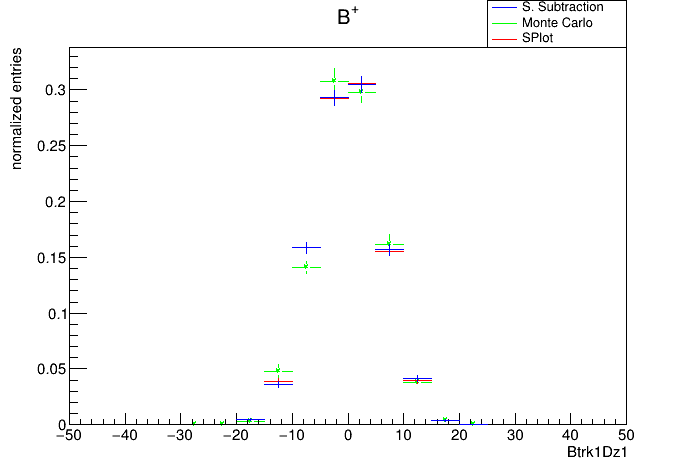 B+
S. Subtraction
Monte Carlo
SPlot
normalized entries
0.3
0.25
0.2
0.15
0.1
0.05
0
−50 −40 −30 −20 −10 0 10 20 30 40 50
Btrk1Dz1